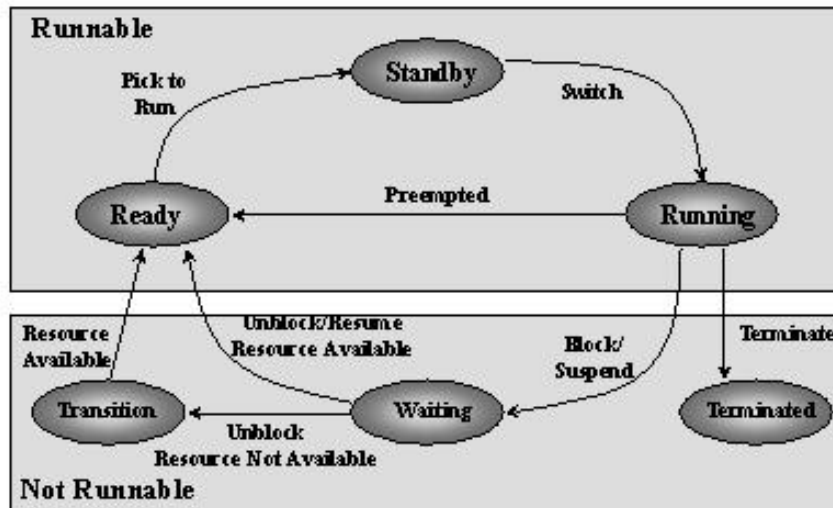 Runnable
Standby
Pick to
Run
Switch
Ready
Preempted
Running
Resource
Available
Unblock/Resume
Resource Available
Block/
Suspend
Terminate
Transition
Waiting
Terminated
Unblock
Resource Not Available
Not Runnable